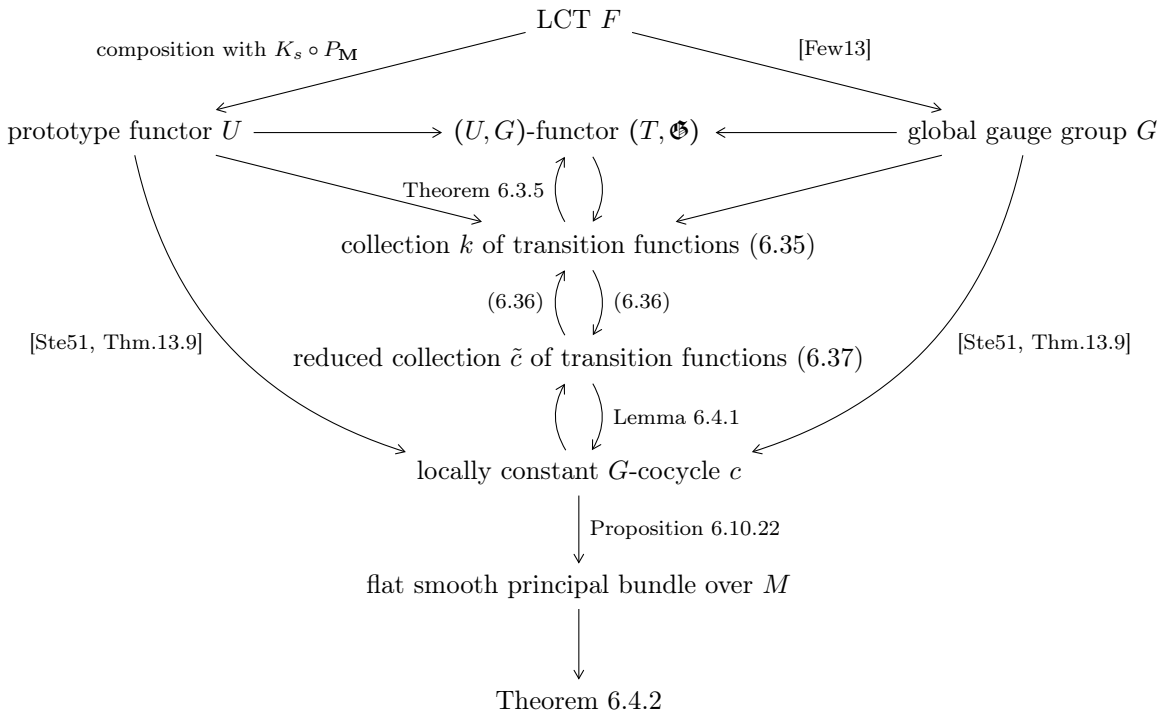 LCT F
composition with K_s ∘ P_M
[Few13]
prototype functor U
(U, G)-functor (T, 𝕲)
global gauge group G
Theorem 6.3.5
collection k of transition functions (6.35)
(6.36)
(6.36)
[Ste51, Thm.13.9]
[Ste51, Thm.13.9]
reduced collection c̃ of transition functions (6.37)
Lemma 6.4.1
locally constant G-cocycle c
Proposition 6.10.22
flat smooth principal bundle over M
Theorem 6.4.2